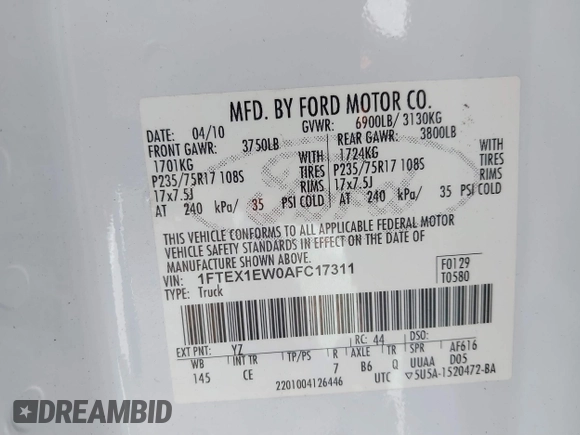 MFD. BY FORD MOTOR CO.
DATE: 04/10 GVWR: 6900LB/ 3130KG
FRONT GAWR: 3750LB REAR GAWR: 3800LB
1701KG WITH 1724KG WITH
P235/75R17 108S TIRES P235/75R17 108S TIRES
17x7.5J RIMS 17x7.5J RIMS
AT 240 kPa/ 35 PSI COLD AT 240 kPa/ 35 PSI COLD
THIS VEHICLE CONFORMS TO ALL APPLICABLE FEDERAL MOTOR
VEHICLE SAFETY STANDARDS IN EFFECT ON THE DATE OF
MANUFACTURE SHOWN ABOVE.
VIN: 1FTEX1EW0AFC17311 F0129
TYPE: Truck T0580
EXT PNT: YZ RC: 44 DSO:
WB INT TR TP/PS R AXLE TR SPR AF616
145 CE 7 B6 Q UUAA D05
2201004126446 UTC ▽5U5A-1520472-BA
DREAMBID